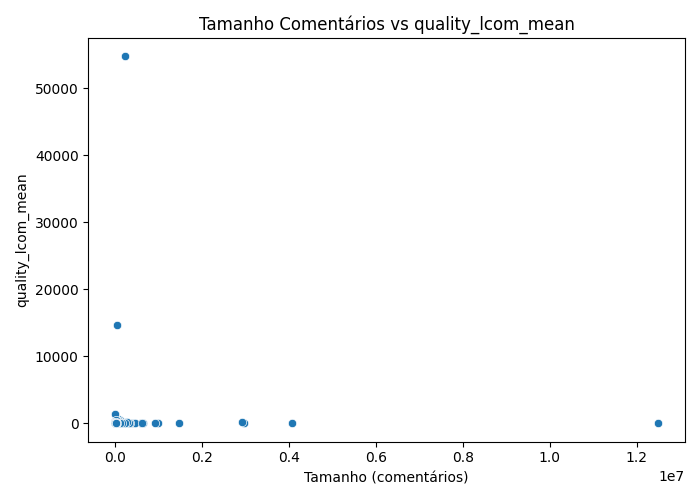 Tamanho Comentários vs quality_lcom_mean
50000
40000
30000
20000
10000
0
quality_lcom_mean
0.0 0.2 0.4 0.6 0.8 1.0 1.2
1e7
Tamanho (comentários)